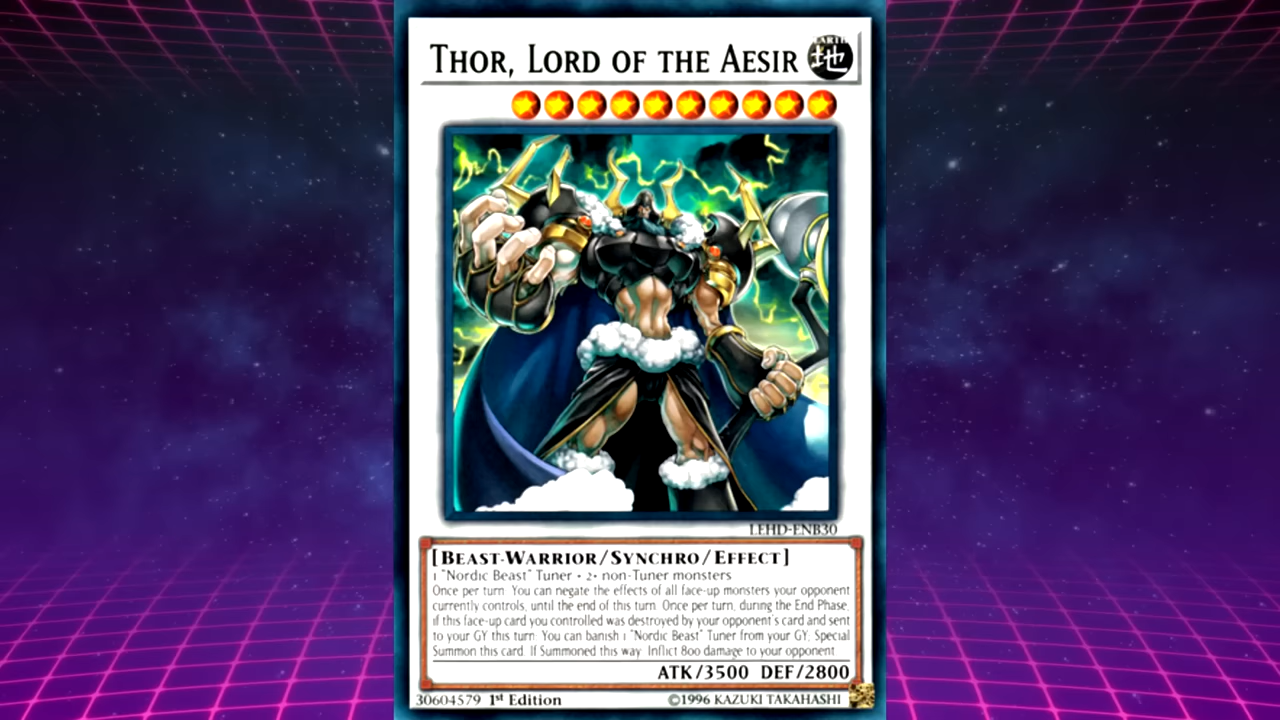 THOR, LORD OF THE AESIR
EARTH
地
LEHD-ENB30
[BEAST-WARRIOR/SYNCHRO/EFFECT]
1 "Nordic Beast" Tuner + 2+ non-Tuner monsters
Once per turn: You can negate the effects of all face-up monsters your opponent
currently controls, until the end of this turn. Once per turn, during the End Phase,
if this face-up card you controlled was destroyed by your opponent's card and sent
to your GY this turn: You can banish 1 "Nordic Beast" Tuner from your GY; Special
Summon this card. If Summoned this way: Inflict 800 damage to your opponent.
ATK/3500 DEF/2800
30604579 1st Edition ©1996 KAZUKI TAKAHASHI